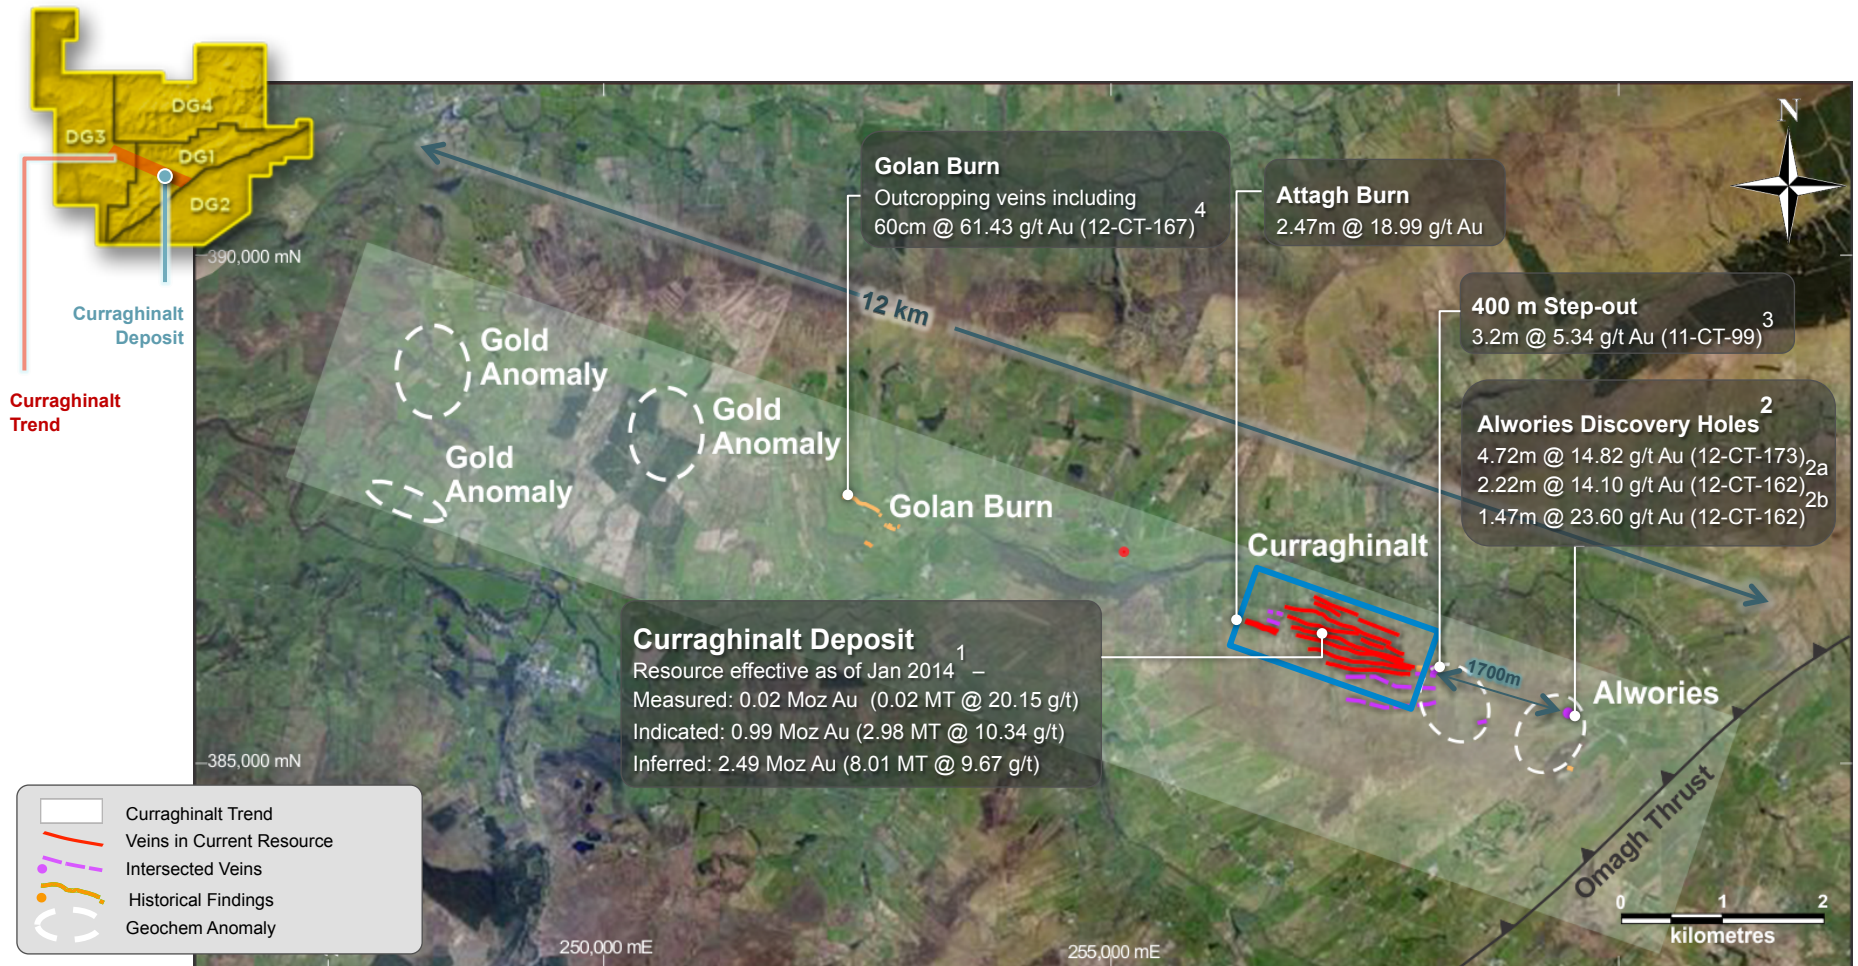 DG4
DG3
DG1
DG2
Curraghinalt
Deposit
Curraghinalt
Trend
N
12 km
Golan Burn
Outcropping veins including
60cm @ 61.43 g/t Au (12-CT-167)4
Attagh Burn
2.47m @ 18.99 g/t Au
400 m Step-out
3.2m @ 5.34 g/t Au (11-CT-99)3
Alwories Discovery Holes2
4.72m @ 14.82 g/t Au (12-CT-173)2a
2.22m @ 14.10 g/t Au (12-CT-162)2b
1.47m @ 23.60 g/t Au (12-CT-162)
390,000 mN
Gold
Anomaly
Gold
Anomaly
Gold
Anomaly
Golan Burn
Curraghinalt
1700m
Alwories
Curraghinalt Deposit
Resource effective as of Jan 20141 –
Measured: 0.02 Moz Au (0.02 MT @ 20.15 g/t)
Indicated: 0.99 Moz Au (2.98 MT @ 10.34 g/t)
Inferred: 2.49 Moz Au (8.01 MT @ 9.67 g/t)
385,000 mN
Omagh Thrust
Curraghinalt Trend
Veins in Current Resource
Intersected Veins
Historical Findings
Geochem Anomaly
250,000 mE
255,000 mE
0 1 2
kilometres